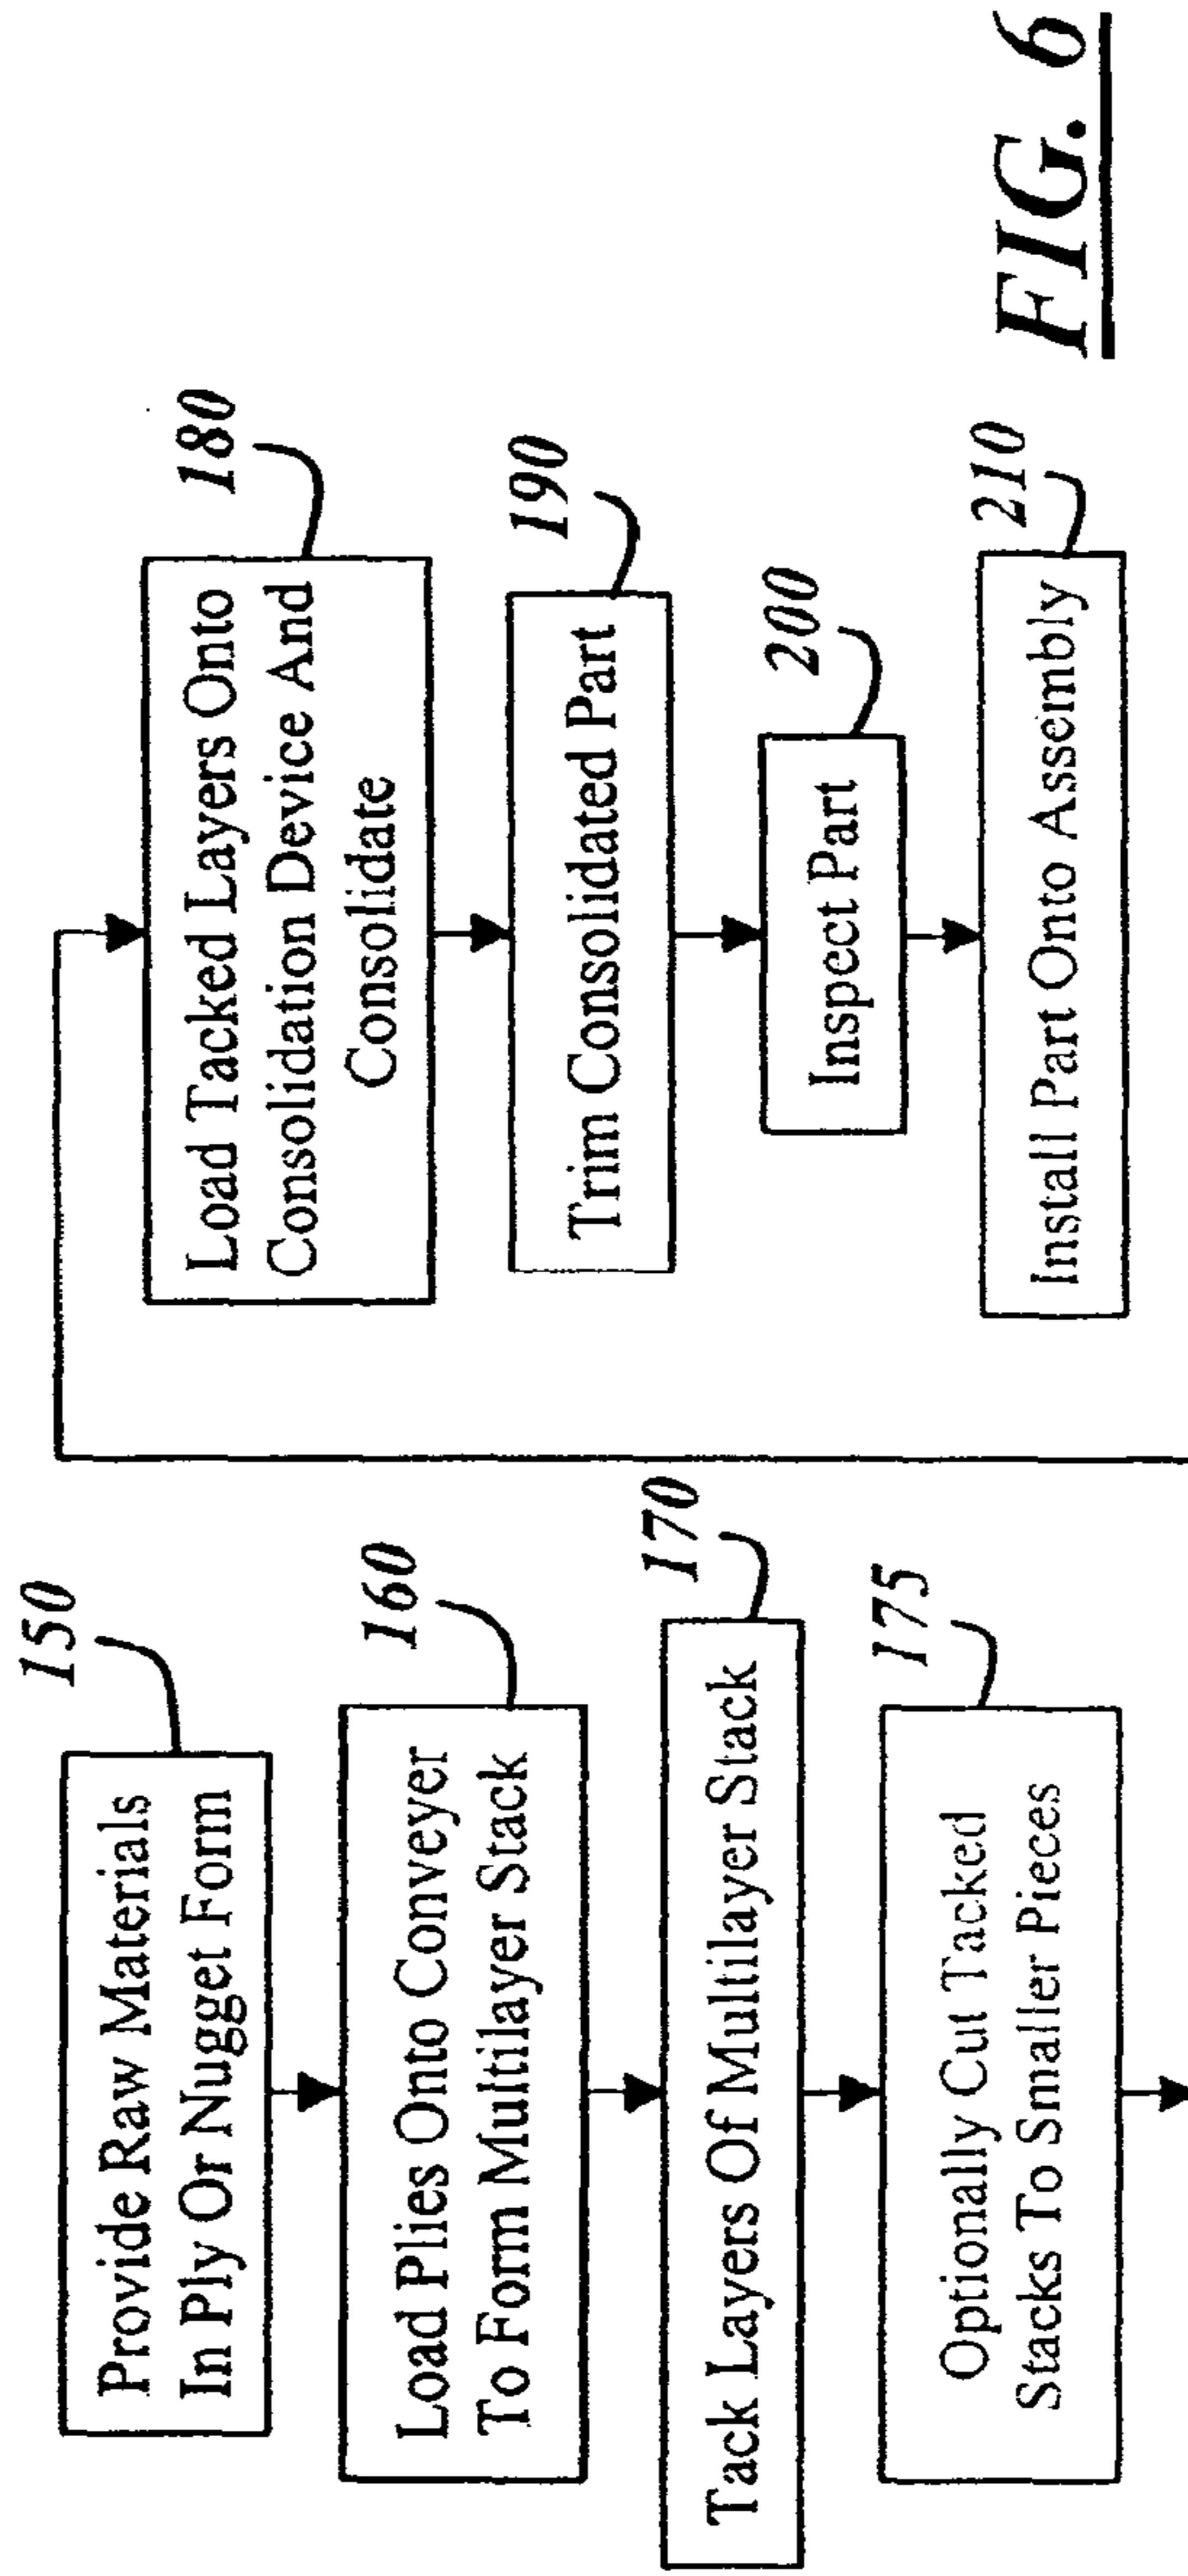 150
Provide Raw Materials
In Ply Or Nugget Form
160
Load Plies Onto Conveyer
To Form Multilayer Stack
170
Tack Layers Of Multilayer Stack
175
Optionally Cut Tacked
Stacks To Smaller Pieces
180
Load Tacked Layers Onto
Consolidation Device And
Consolidate
190
Trim Consolidated Part
200
Inspect Part
210
Install Part Onto Assembly
FIG. 6